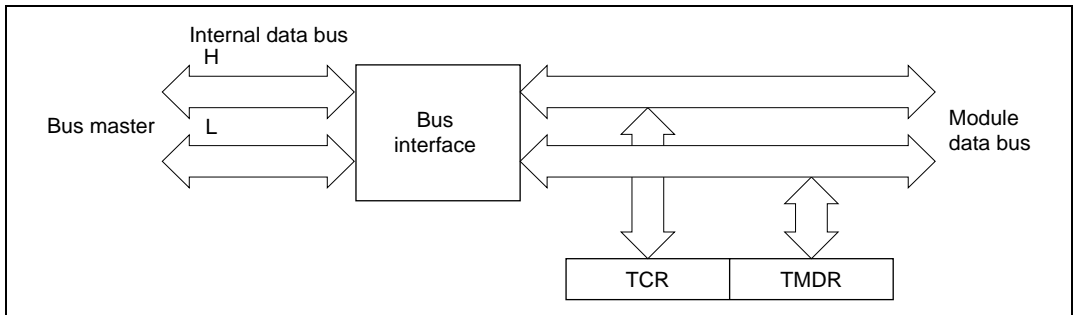 Internal data bus
H
Bus master
L
Bus
interface
Module
data bus
TCR
TMDR